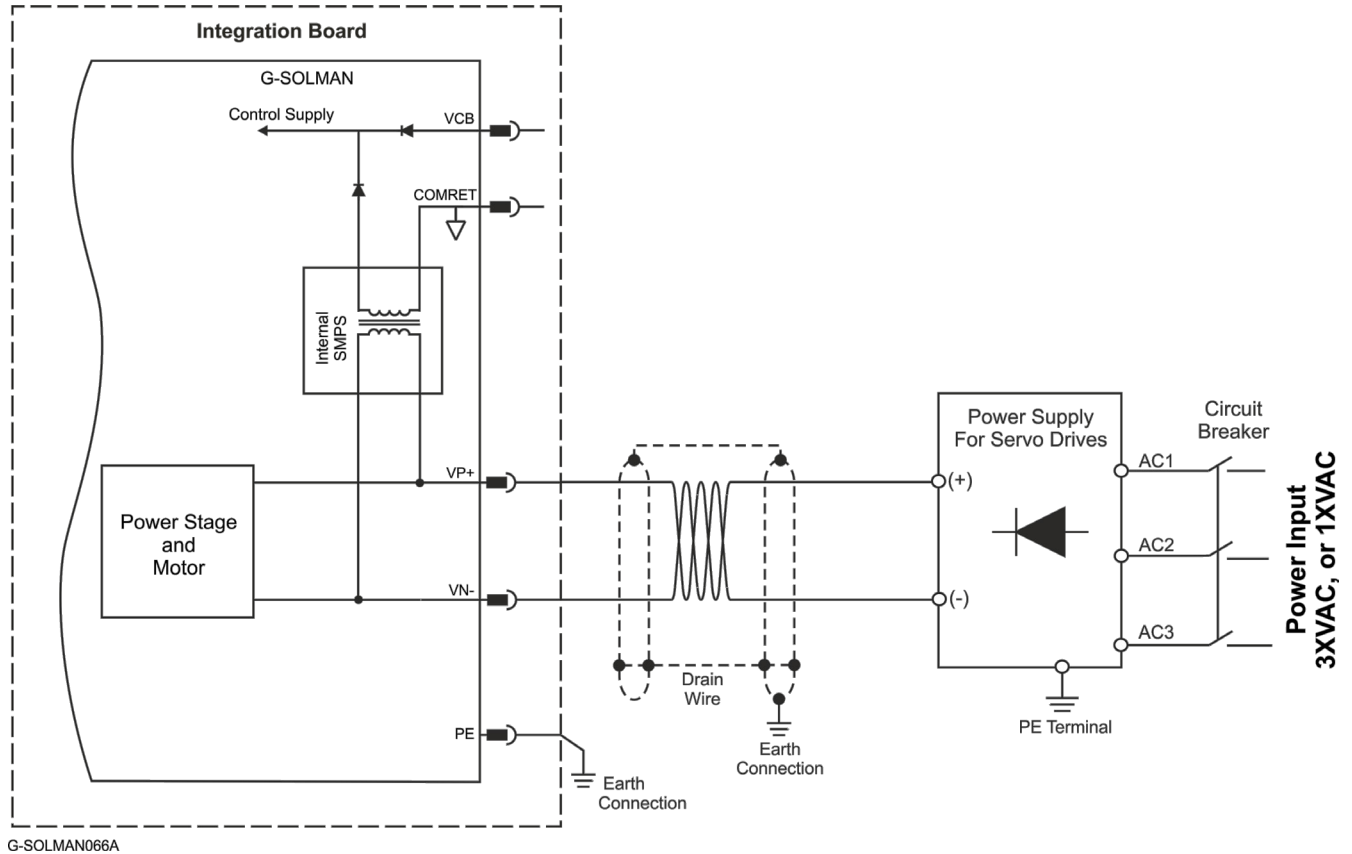 Integration Board
G-SOLMAN
Control Supply
VCB
COMRET
Internal
SMPS
Power Stage
and
Motor
VP+
VN-
PE
Earth
Connection
Drain
Wire
Earth
Connection
Power Supply
For Servo Drives
(+)
(-)
AC1
AC2
AC3
PE Terminal
Circuit
Breaker
Power Input
3XVAC, or 1XVAC
G-SOLMAN066A